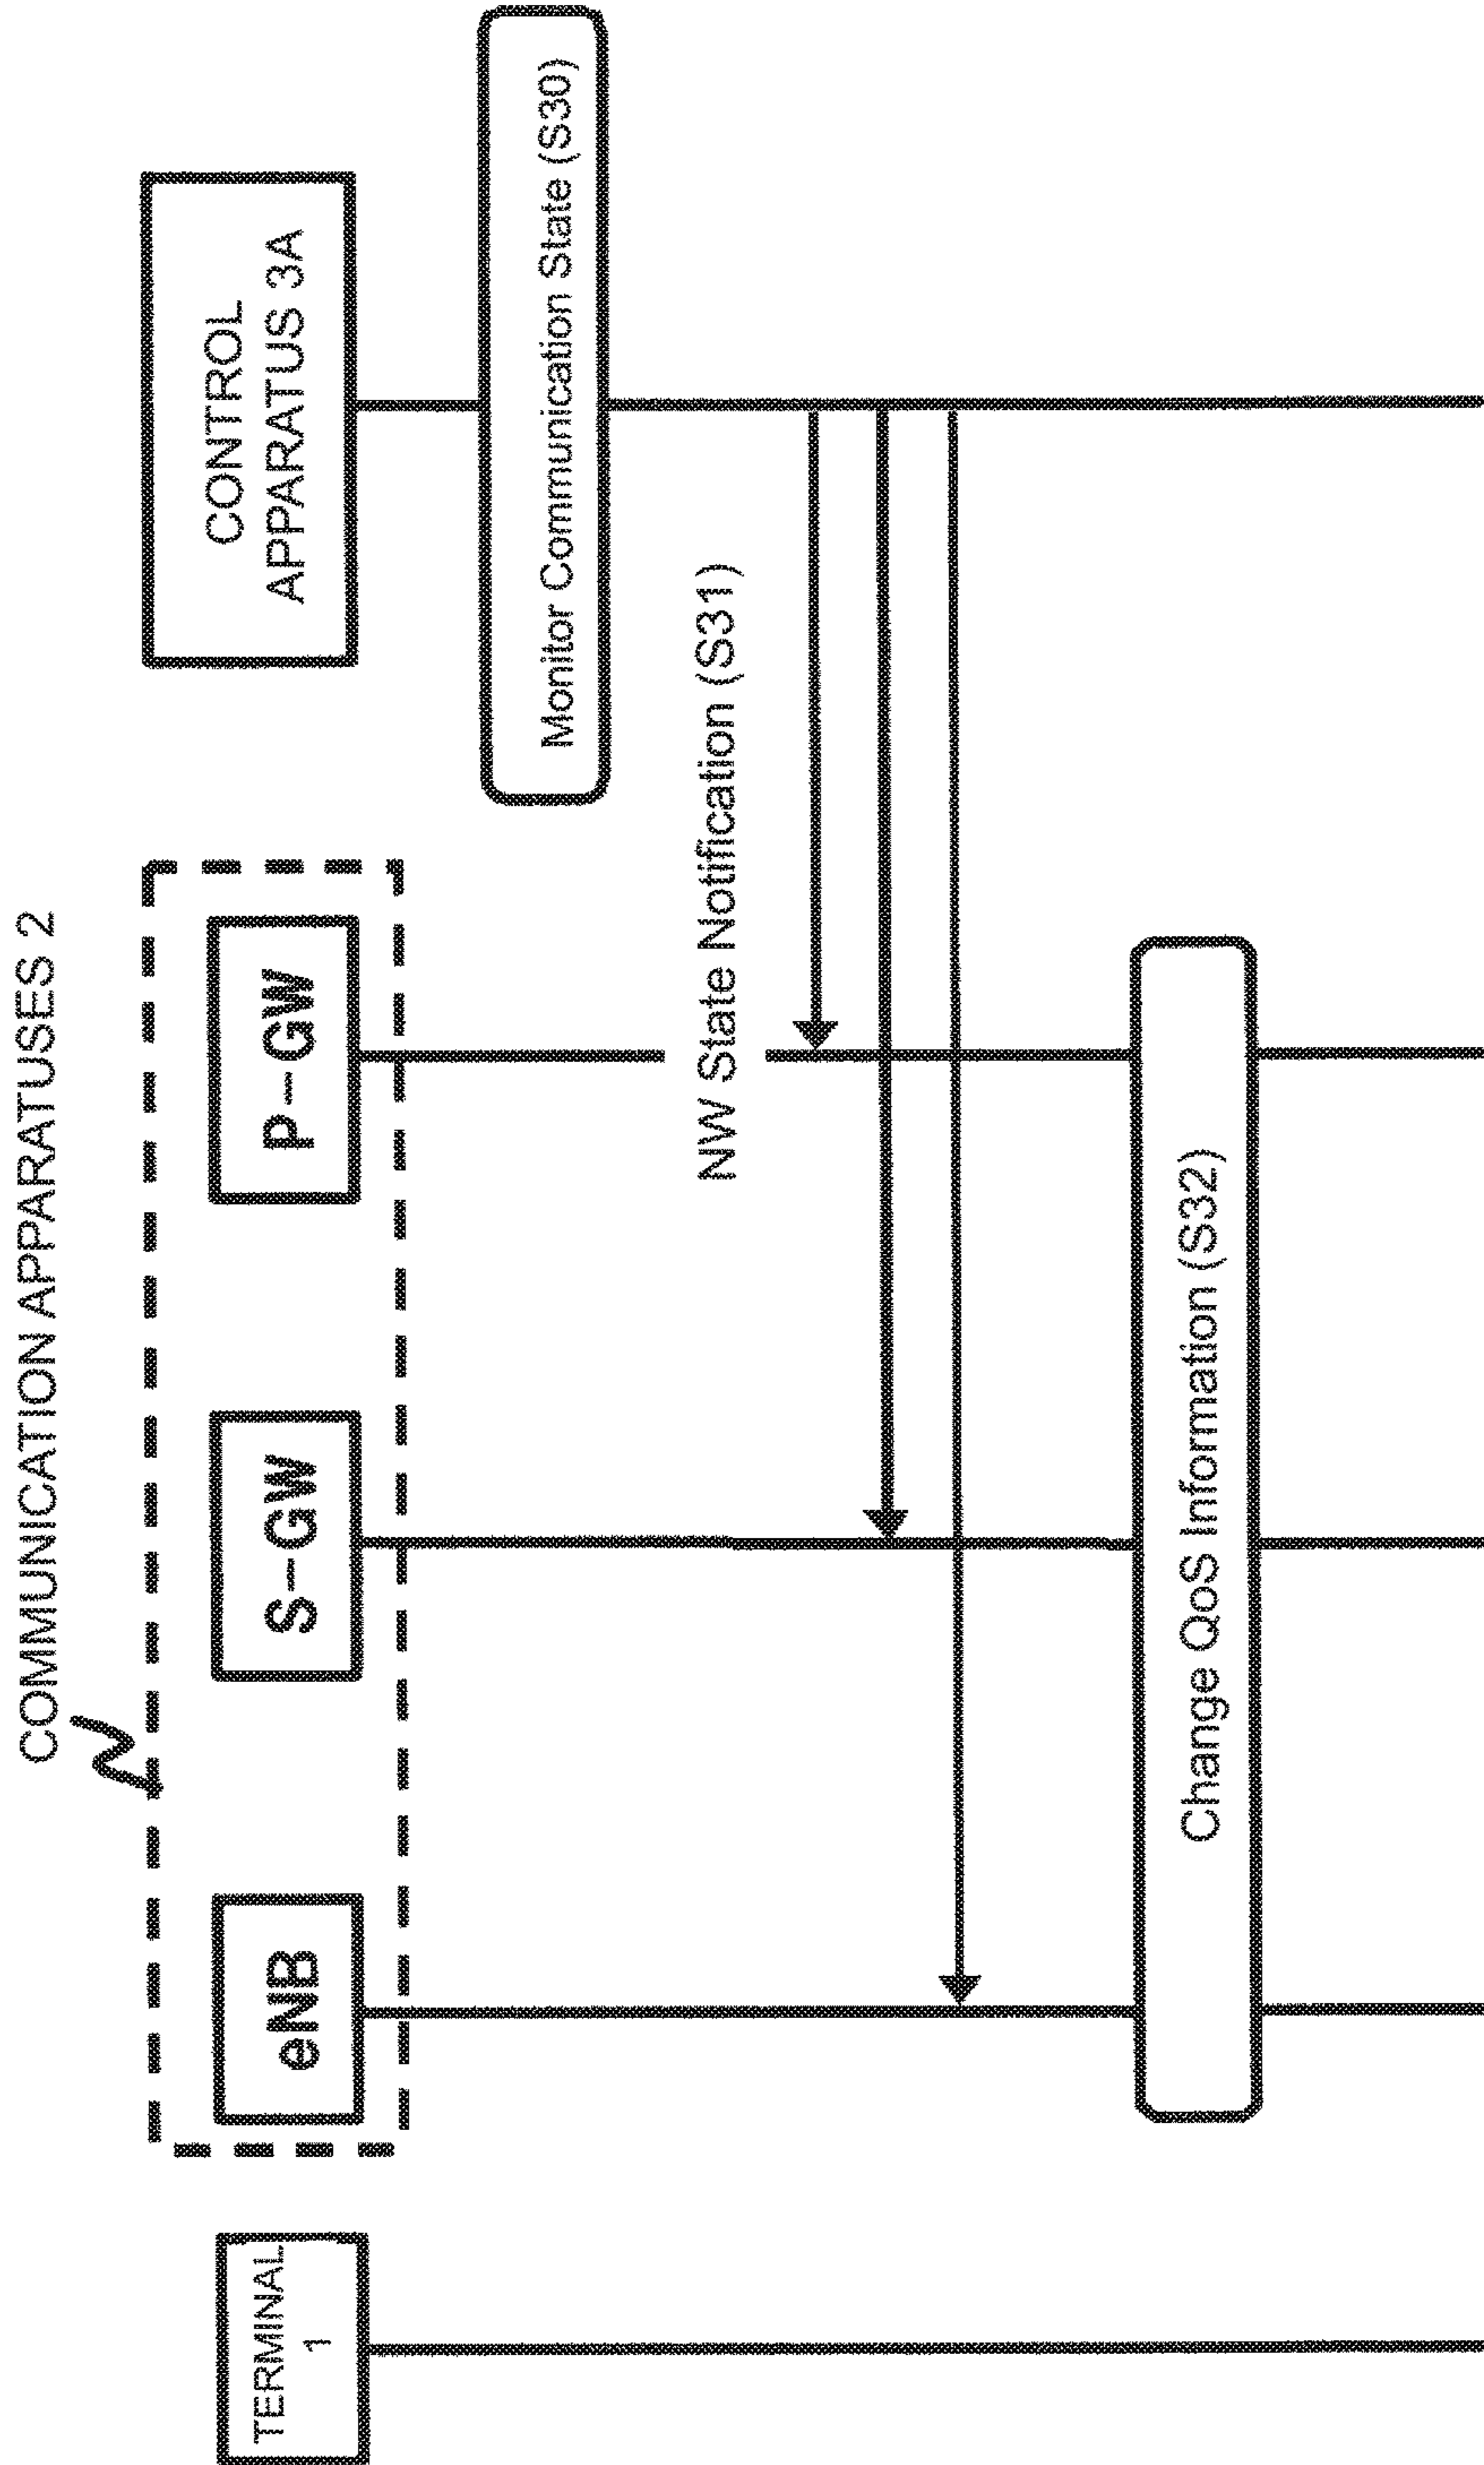 COMMUNICATION APPARATUSES 2
TERMINAL
1
eNB
S-GW
P-GW
CONTROL
APPARATUS 3A
Monitor Communication State (S30)
NW State Notification (S31)
Change QoS Information (S32)